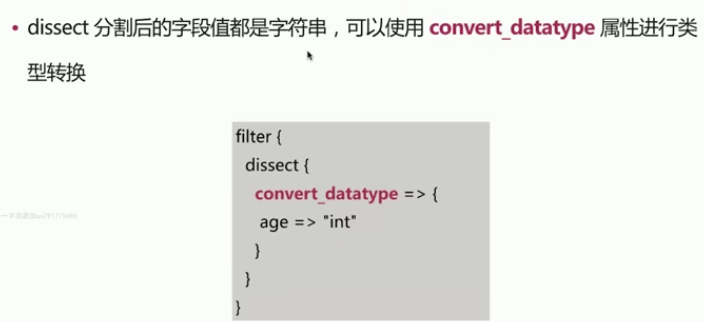 • dissect 分割后的字段值都是字符串，可以使用 convert_datatype 属性进行类
型转换
filter {
dissect {
convert_datatype => {
age => "int"
}
}
}